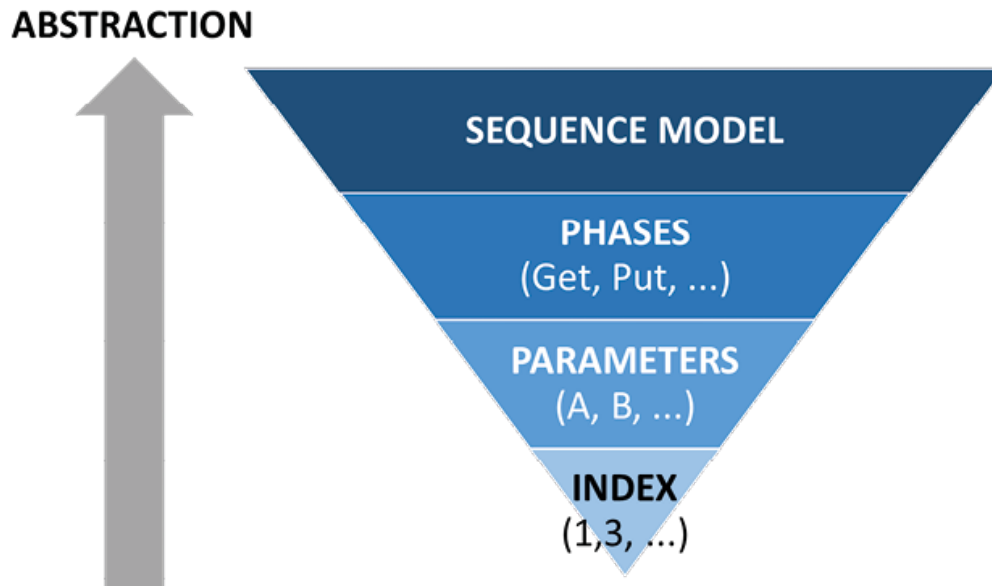 ABSTRACTION
SEQUENCE MODEL
PHASES
(Get, Put, ...)
PARAMETERS
(A, B, ...)
INDEX
(1,3, ...)